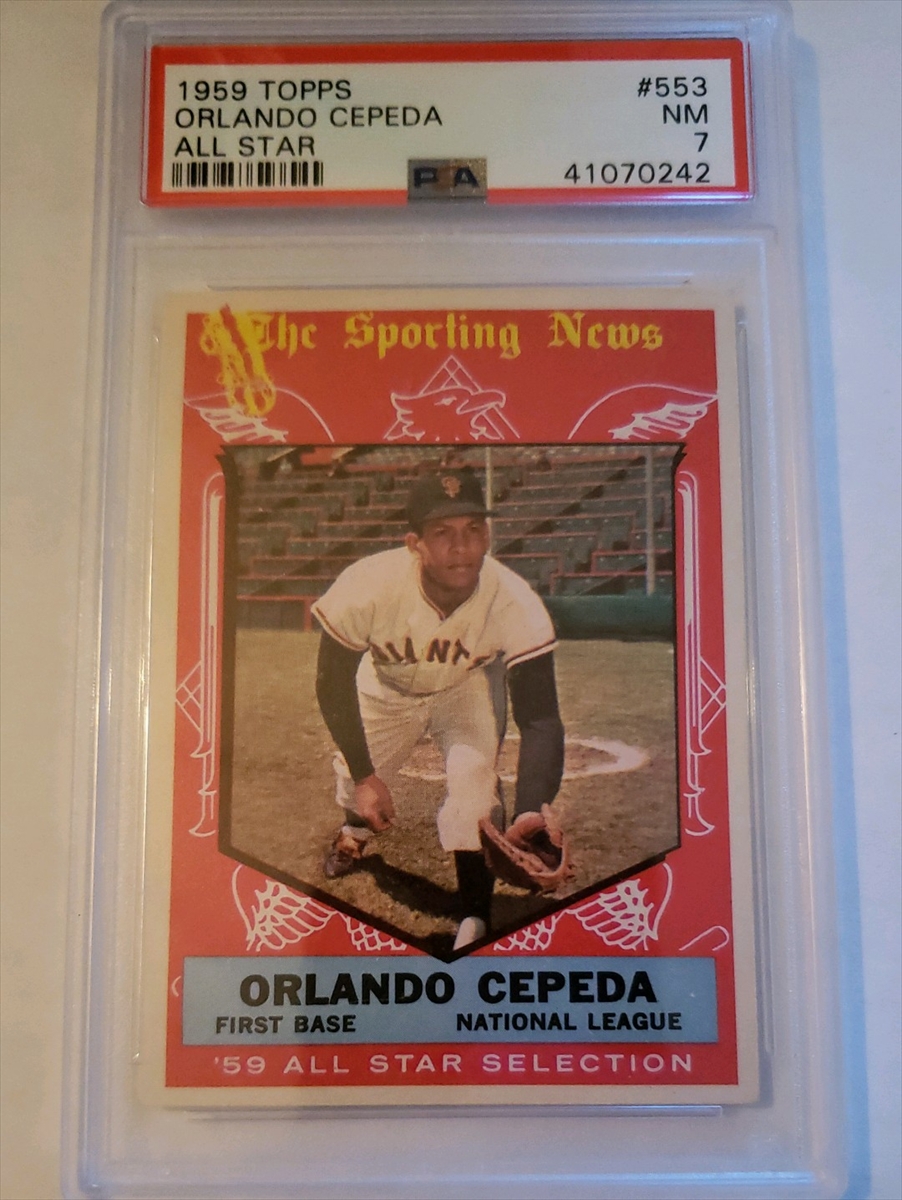 1959 TOPPS #553
ORLANDO CEPEDA NM
ALL STAR 7
PSA 41070242
The Sporting News
SF
GIANTS
ORLANDO CEPEDA
FIRST BASE NATIONAL LEAGUE
'59 ALL STAR SELECTION